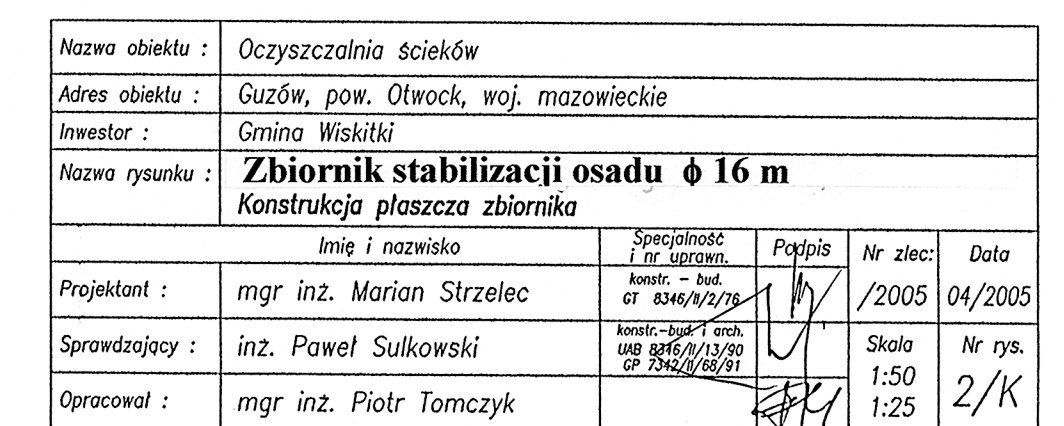 Nazwa obiektu : Oczyszczalnia ścieków
Adres obiektu : Guzów, pow. Otwock, woj. mazowieckie
Inwestor : Gmina Wiskitki
Nazwa rysunku : Zbiornik stabilizacji osadu ϕ 16 m
Konstrukcja płaszcza zbiornika
Imię i nazwisko Specjalność i nr uprawn. Podpis Nr zlec: Data
Projektant : mgr inż. Marian Strzelec konstr. - bud. GT 8346/II/2/76 /2005 04/2005
Sprawdzający : inż. Paweł Sulkowski konstr.-bud. i arch. UAB 8346/II/13/90 GP 7342/II/68/91 Skala Nr rys.
Opracował : mgr inż. Piotr Tomczyk 1:50 1:25 2/K